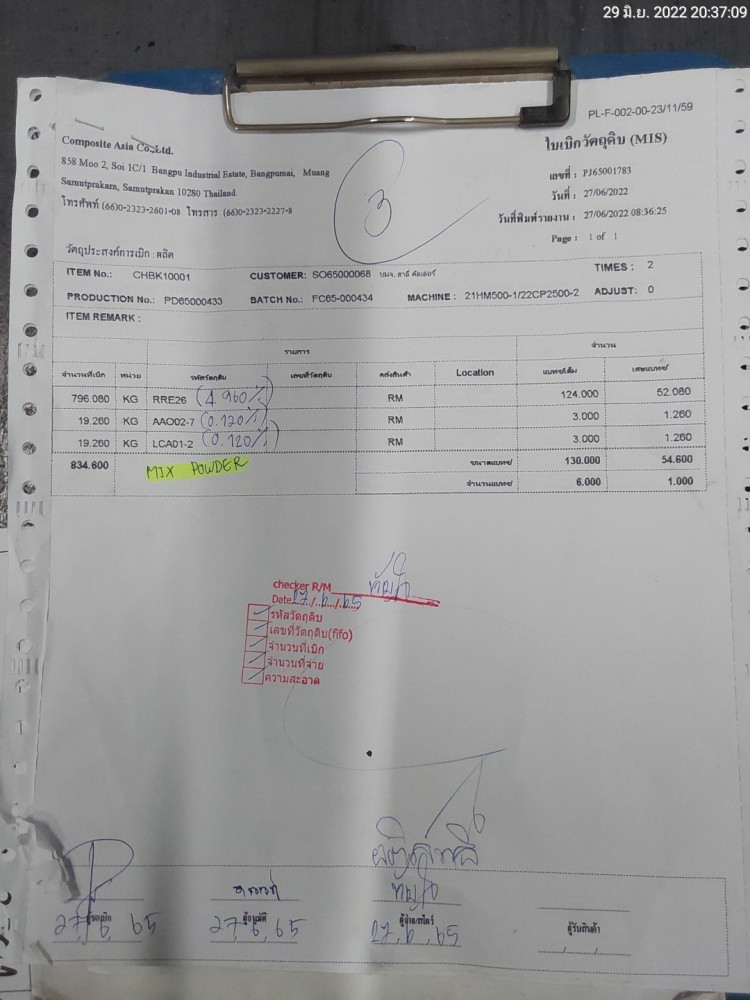 29 มิ.ย. 2022 20:37:09
PL-F-002-00-23/11/59
Composite Asia Co.,Ltd.
ใบเบิกวัตถุดิบ (MIS)
858 Moo 2, Soi 1C/1 Bangpu Industrial Estate, Bangpumai, Muang
Samutprakarn, Samutprakan 10280 Thailand.
โทรศัพท์ (66)0-2323-2601-08 โทรสาร (66)0-2323-2227-8
เลขที่ : PJ65001783
วันที่ : 27/06/2022
วันที่พิมพ์รายงาน : 27/06/2022 08:36:25
Page : 1 of 1
3
วัตถุประสงค์การเบิก : ผลิต
ITEM No.: CHBK10001 CUSTOMER: SO65000068 บมจ. สาลี่ คัลเล่อร์ TIMES : 2
PRODUCTION No.: PD65000433 BATCH No.: FC65-000434 MACHINE : 21HM500-1/22CP2500-2 ADJUST: 0
ITEM REMARK :
รายการ จำนวน
จำนวนที่เบิก หน่วย รหัสวัตถุดิบ เลขที่วัตถุดิบ คลังสินค้า Location แบทช์เต็ม เศษแบทช์
796.080 KG RRE26 (4.960%) RM 124.000 52.080
19.260 KG AAO02-7 (0.120%) RM 3.000 1.260
19.260 KG LCA01-2 (0.120%) RM 3.000 1.260
834.600 MIX POWDER ขนาดแบทช์ 130.000 54.600
จำนวนแบทช์ 6.000 1.000
checker R/M
Date 27/6/65
รหัสวัตถุดิบ
เลขที่วัตถุดิบ(fifo)
จำนวนที่เบิก
จำนวนที่จ่าย
ความสะอาด
ผู้ขอเบิก ผู้อนุมัติ ผู้จ่าย/สโตร์ ผู้รับสินค้า
27 6 65 27 6 65 27 6 65